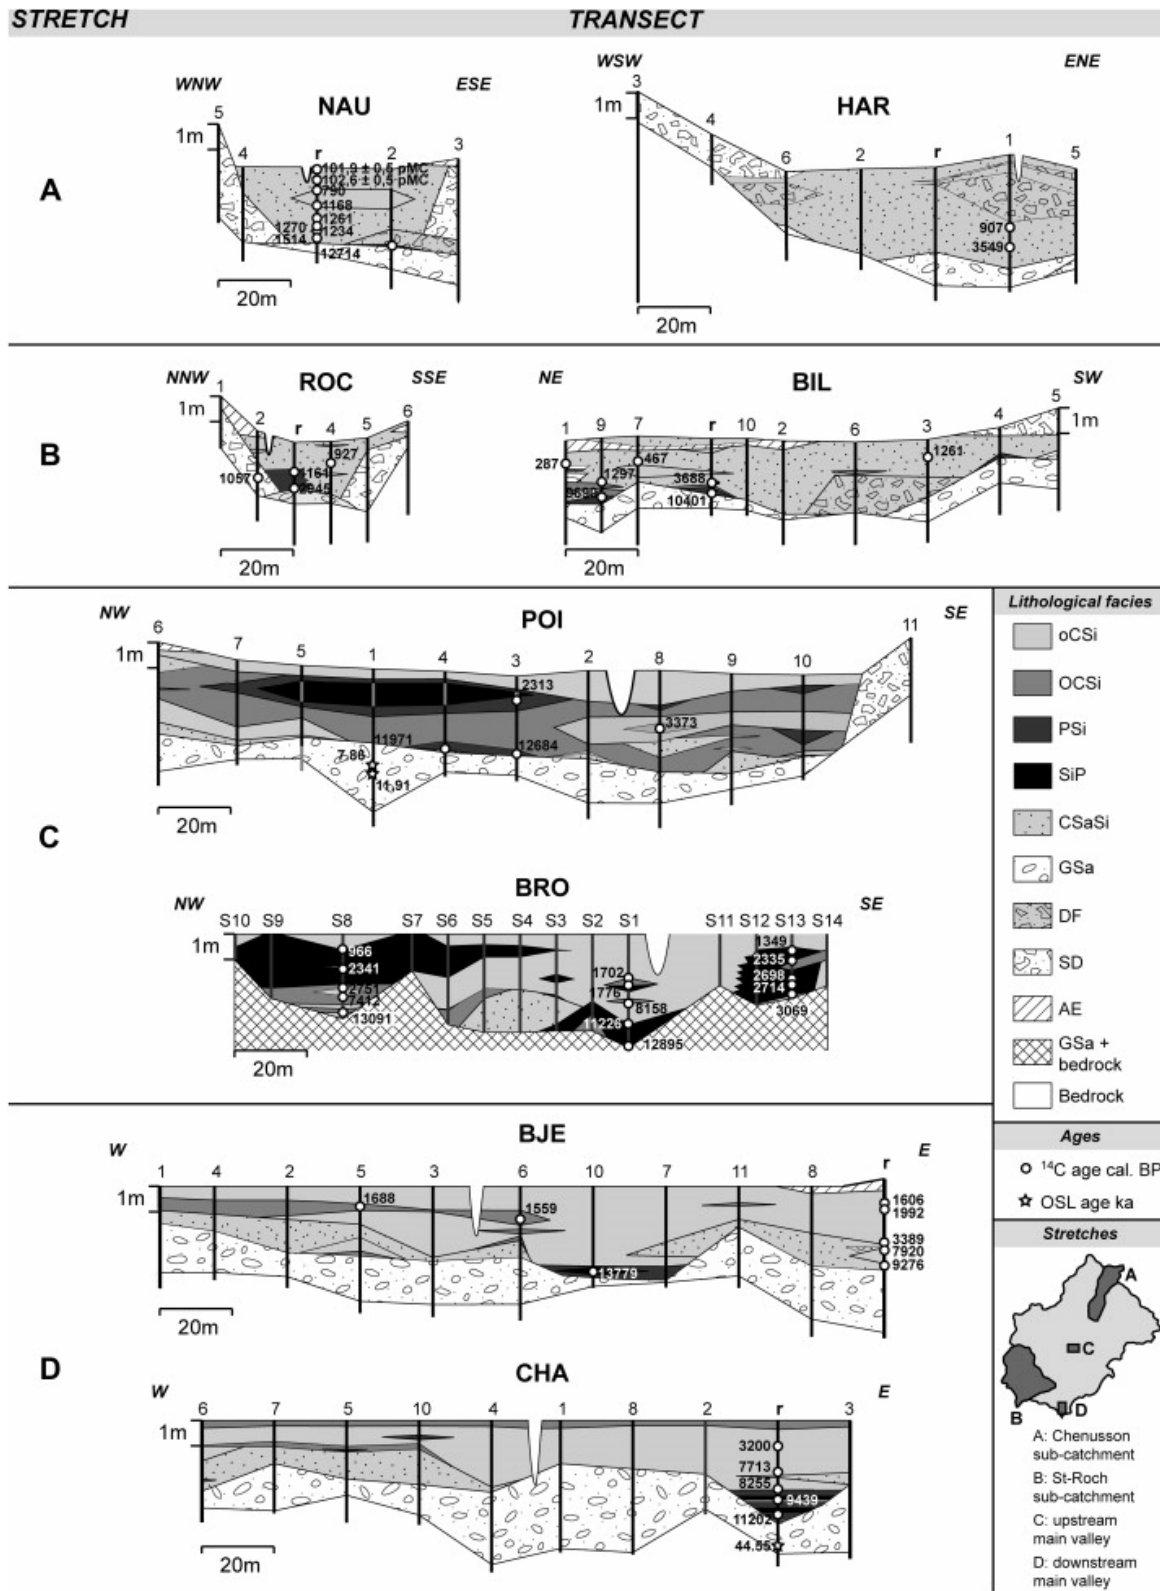 STRETCH TRANSECT
A
WNW NAU ESE
5 4 r 2 3
1m
101,9 ± 0,5 pMC
102,6 ± 0,5 pMC
790
1168
1261
1270 1234
1514
12714
20m
WSW HAR ENE
3 4 6 2 r 1 5
1m
907
3549
20m
B
NNW ROC SSE
1 2 r 4 5 6
1m
927
1161
1057
2045
20m
NE BIL SW
1 9 7 r 10 2 6 3 4 5
1m
287 467 1261
1297 3688
10401
20m
C
NW POI SE
6 7 5 1 4 3 2 8 9 10 11
1m
2313
3373
11971 12684
7.86
11.91
20m
NW BRO SE
S10 S9 S8 S7 S6 S5 S4 S3 S2 S1 S11 S12 S13 S14
1m
966
2341
2751
7412
13091
1702
1776
8158
11226
12895
1349
2335
2698
2714
3069
20m
D
W BJE E
1 4 2 5 3 6 10 7 11 8 r
1m
1688 1559
13779
1606
1992
3389
7920
9276
20m
W CHA E
6 7 5 10 4 1 8 2 r 3
1m
3200
7713
8255
9439
11202
44.55
20m
Lithological facies
oCSi
OCSi
PSi
SiP
CSaSi
GSa
DF
SD
AE
GSa +
bedrock
Bedrock
Ages
14C age cal. BP
OSL age ka
Stretches
A
C
B D
A: Chenusson
sub-catchment
B: St-Roch
sub-catchment
C: upstream
main valley
D: downstream
main valley